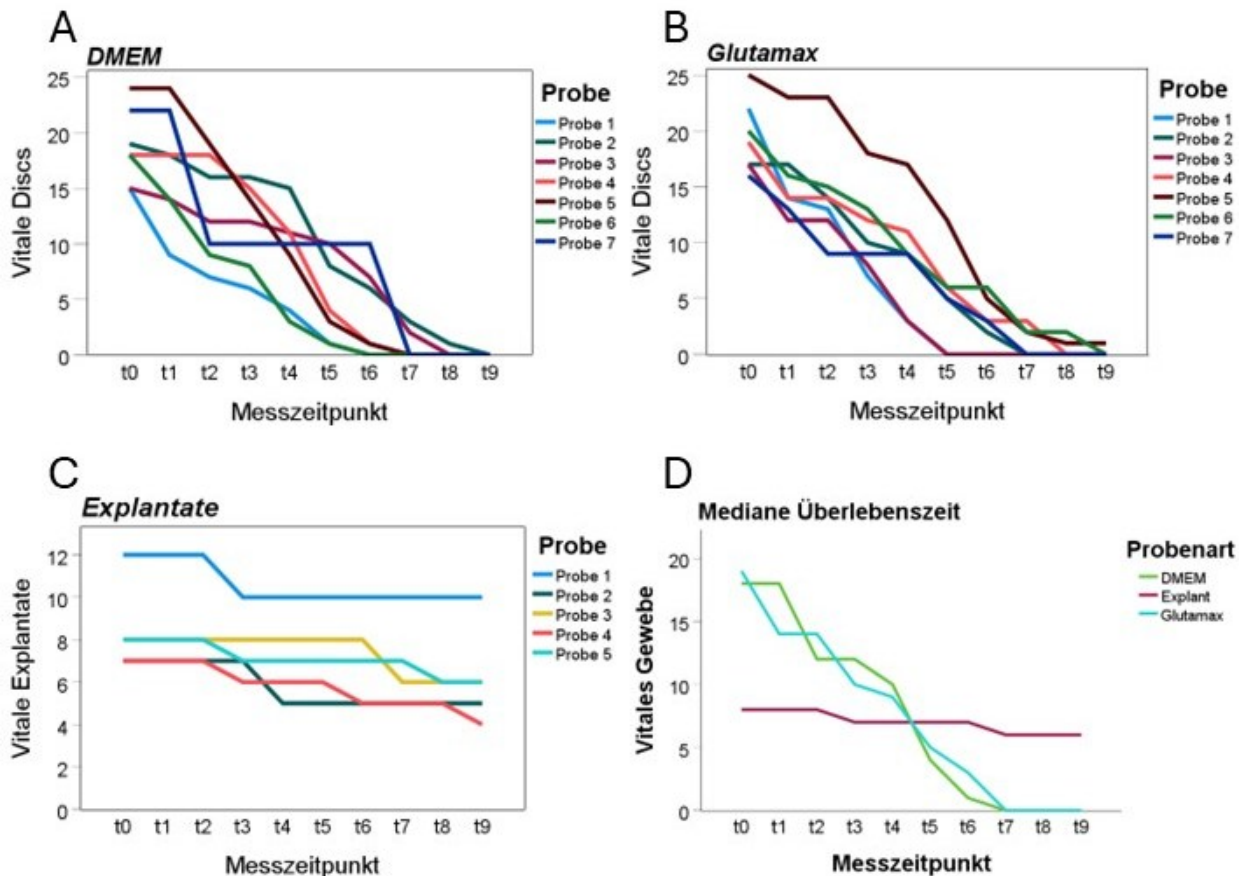 A
DMEM
Vitale Discs
25
20
15
10
5
0
t0 t1 t2 t3 t4 t5 t6 t7 t8 t9
Messzeitpunkt
Probe
Probe 1
Probe 2
Probe 3
Probe 4
Probe 5
Probe 6
Probe 7
B
Glutamax
Vitale Discs
25
20
15
10
5
0
t0 t1 t2 t3 t4 t5 t6 t7 t8 t9
Messzeitpunkt
Probe
Probe 1
Probe 2
Probe 3
Probe 4
Probe 5
Probe 6
Probe 7
C
Explantate
Vitale Explantate
12
10
8
6
4
2
0
t0 t1 t2 t3 t4 t5 t6 t7 t8 t9
Messzeitpunkt
Probe
Probe 1
Probe 2
Probe 3
Probe 4
Probe 5
D
Mediane Überlebenszeit
Vitales Gewebe
20
15
10
5
0
t0 t1 t2 t3 t4 t5 t6 t7 t8 t9
Messzeitpunkt
Probenart
DMEM
Explant
Glutamax